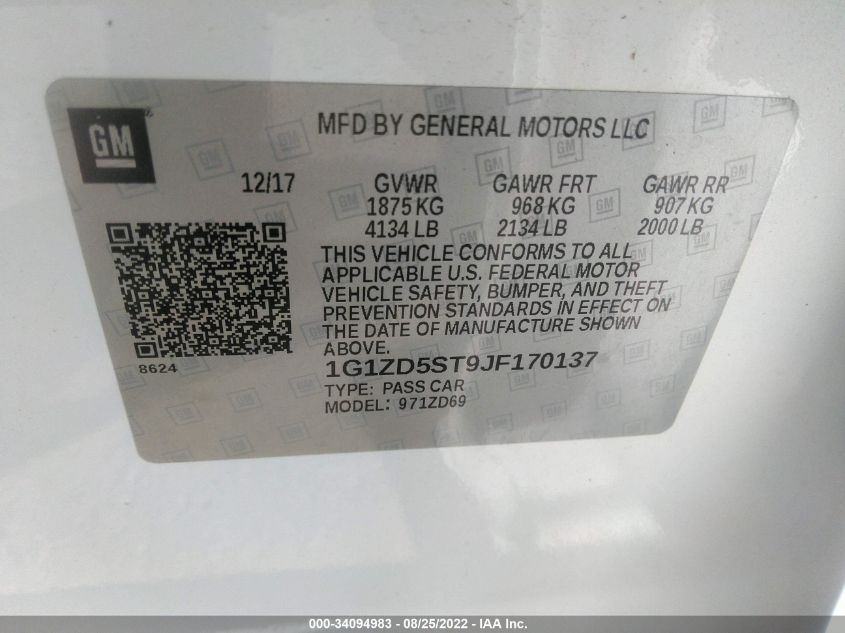 GM
MFD BY GENERAL MOTORS LLC
12/17 GVWR GAWR FRT GAWR RR
1875 KG 968 KG 907 KG
4134 LB 2134 LB 2000 LB
THIS VEHICLE CONFORMS TO ALL
APPLICABLE U.S. FEDERAL MOTOR
VEHICLE SAFETY, BUMPER, AND THEFT
PREVENTION STANDARDS IN EFFECT ON
THE DATE OF MANUFACTURE SHOWN
ABOVE.
8624
1G1ZD5ST9JF170137
TYPE: PASS CAR
MODEL: 971ZD69
000-34094983 - 08/25/2022 - IAA Inc.